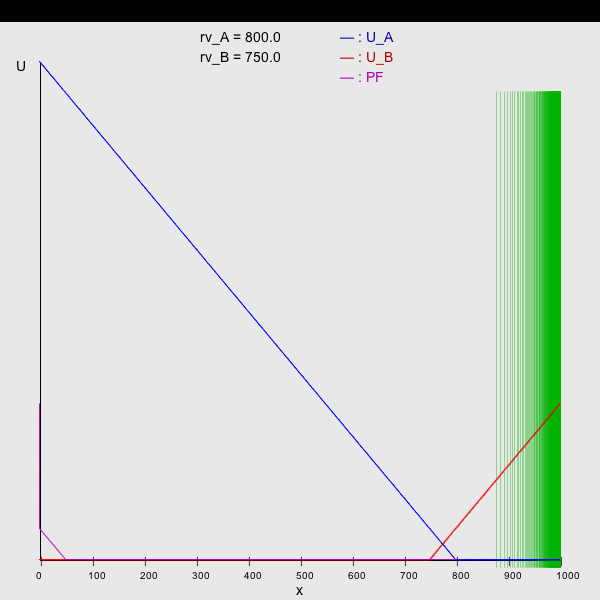 rv_A = 800.0 — : U_A
rv_B = 750.0 — : U_B
— : PF
U
0 100 200 300 400 500 600 700 800 900 1000
x